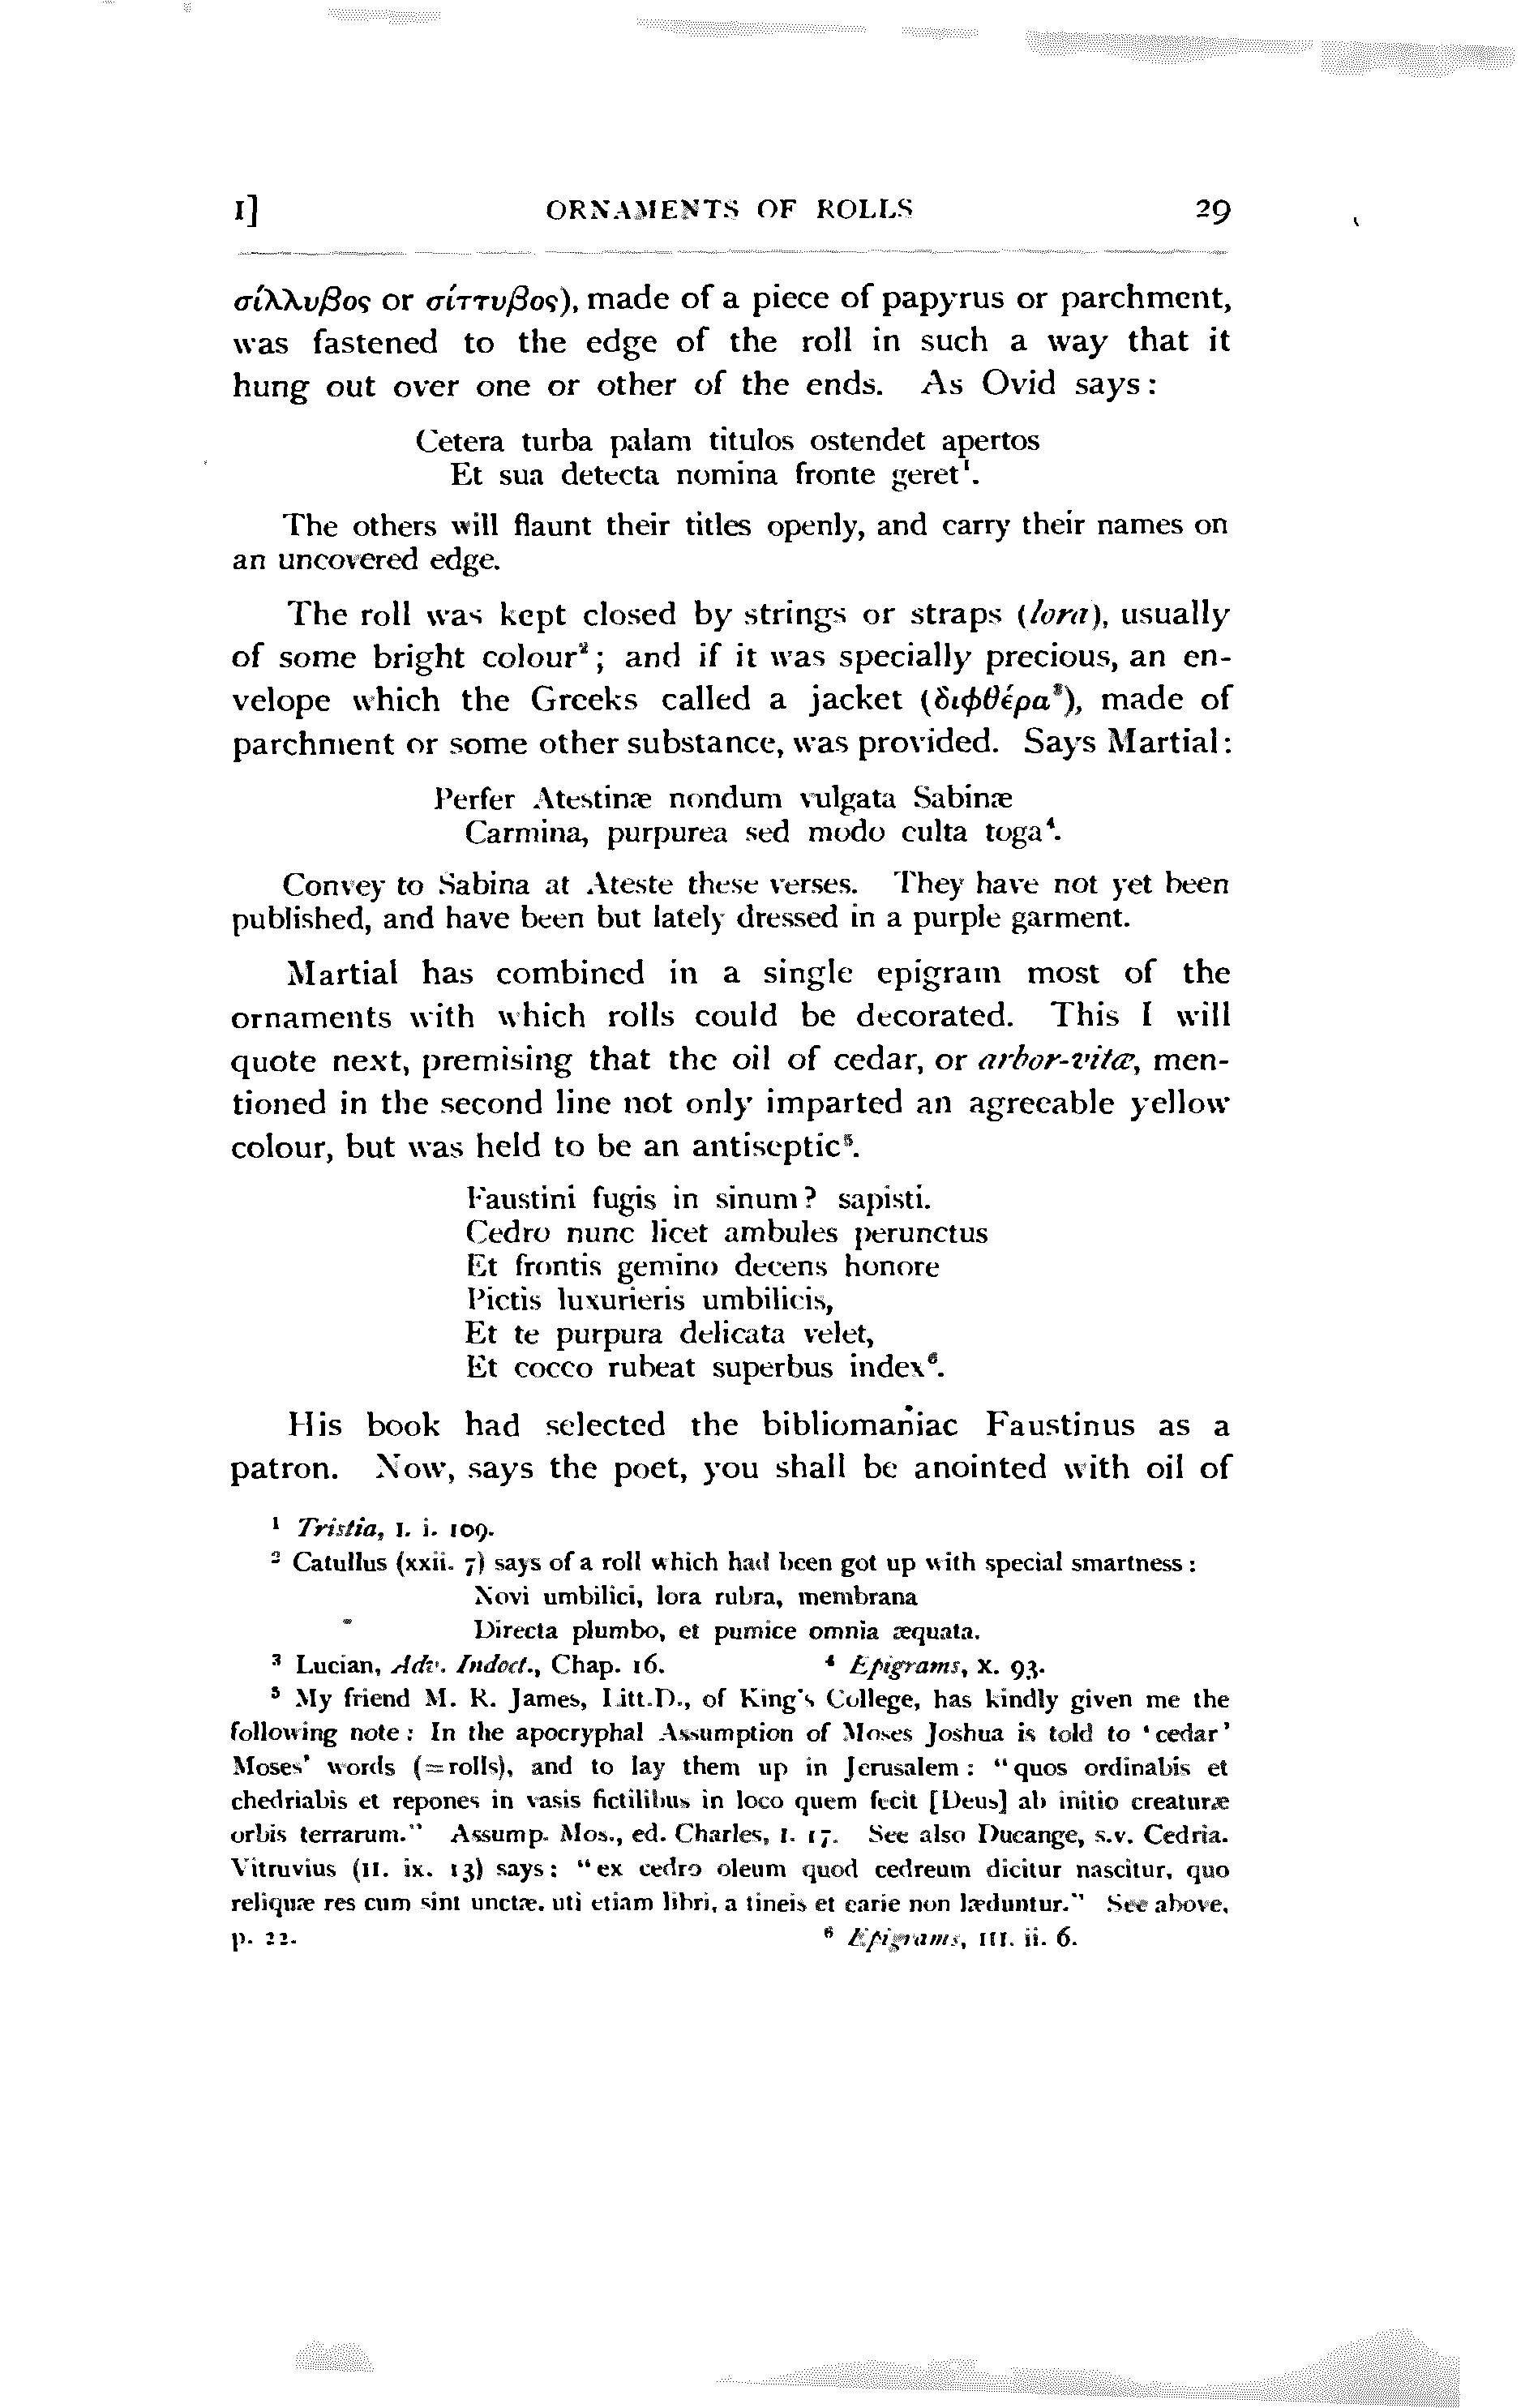 I] ORNAMENTS OF ROLLS 29
σίλλυβος or σίττυβος), made of a piece of papyrus or parchment,
was fastened to the edge of the roll in such a way that it
hung out over one or other of the ends. As Ovid says:
Cetera turba palam titulos ostendet apertos
Et sua detecta nomina fronte geret¹.
The others will flaunt their titles openly, and carry their names on
an uncovered edge.
The roll was kept closed by strings or straps (lora), usually
of some bright colour²; and if it was specially precious, an en-
velope which the Greeks called a jacket (διφθέρα³), made of
parchment or some other substance, was provided. Says Martial:
Perfer Atestinæ nondum vulgata Sabinæ
Carmina, purpurea sed modo culta toga⁴.
Convey to Sabina at Ateste these verses. They have not yet been
published, and have been but lately dressed in a purple garment.
Martial has combined in a single epigram most of the
ornaments with which rolls could be decorated. This I will
quote next, premising that the oil of cedar, or arbor-vitæ, men-
tioned in the second line not only imparted an agreeable yellow
colour, but was held to be an antiseptic⁵.
Faustini fugis in sinum? sapisti.
Cedro nunc licet ambules perunctus
Et frontis gemino decens honore
Pictis luxurieris umbilicis,
Et te purpura delicata velet,
Et cocco rubeat superbus index⁶.
His book had selected the bibliomaniac Faustinus as a
patron. Now, says the poet, you shall be anointed with oil of
¹ Tristia, I. i. 109.
² Catullus (xxii. 7) says of a roll which had been got up with special smartness:
Novi umbilici, lora rubra, membrana
Directa plumbo, et pumice omnia æquata.
³ Lucian, Adv. Indoct., Chap. 16. ⁴ Epigrams, X. 93.
⁵ My friend M. R. James, Litt.D., of King's College, has kindly given me the
following note: In the apocryphal Assumption of Moses Joshua is told to 'cedar'
Moses' words (=rolls), and to lay them up in Jerusalem: "quos ordinabis et
chedriabis et repones in vasis fictilibus in loco quem fecit [Deus] ab initio creaturæ
orbis terrarum." Assump. Mos., ed. Charles, I. 17. See also Ducange, s.v. Cedria.
Vitruvius (II. ix. 13) says: "ex cedro oleum quod cedreum dicitur nascitur, quo
reliquæ res cum sint unctæ, uti etiam libri, a tineis et carie non læduntur." See above,
p. 22. ⁶ Epigrams, III. ii. 6.